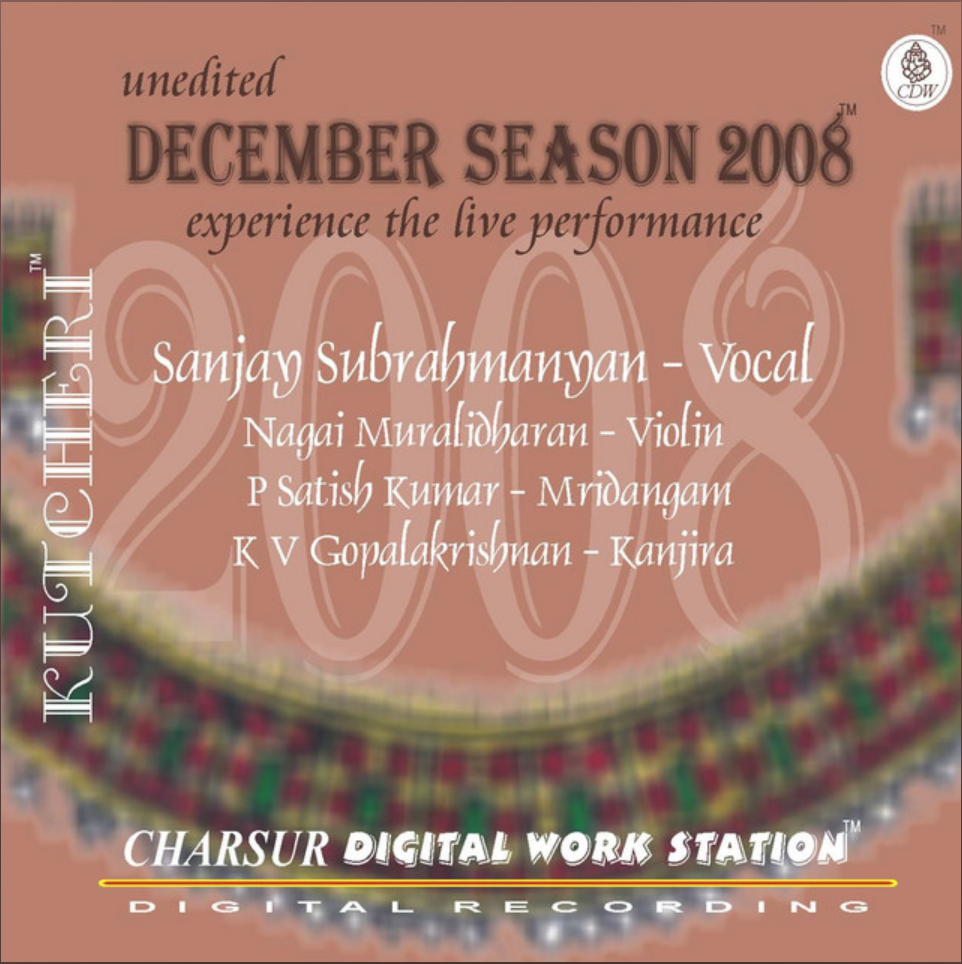 TM
CDW
unedited
DECEMBER SEASON 2008™
experience the live performance
KUTCHERI™
2008
Sanjay Subrahmanyan - Vocal
Nagai Muralidharan - Violin
P Satish Kumar - Mridangam
K V Gopalakrishnan - Kanjira
CHARSUR DIGITAL WORK STATION™
DIGITAL RECORDING